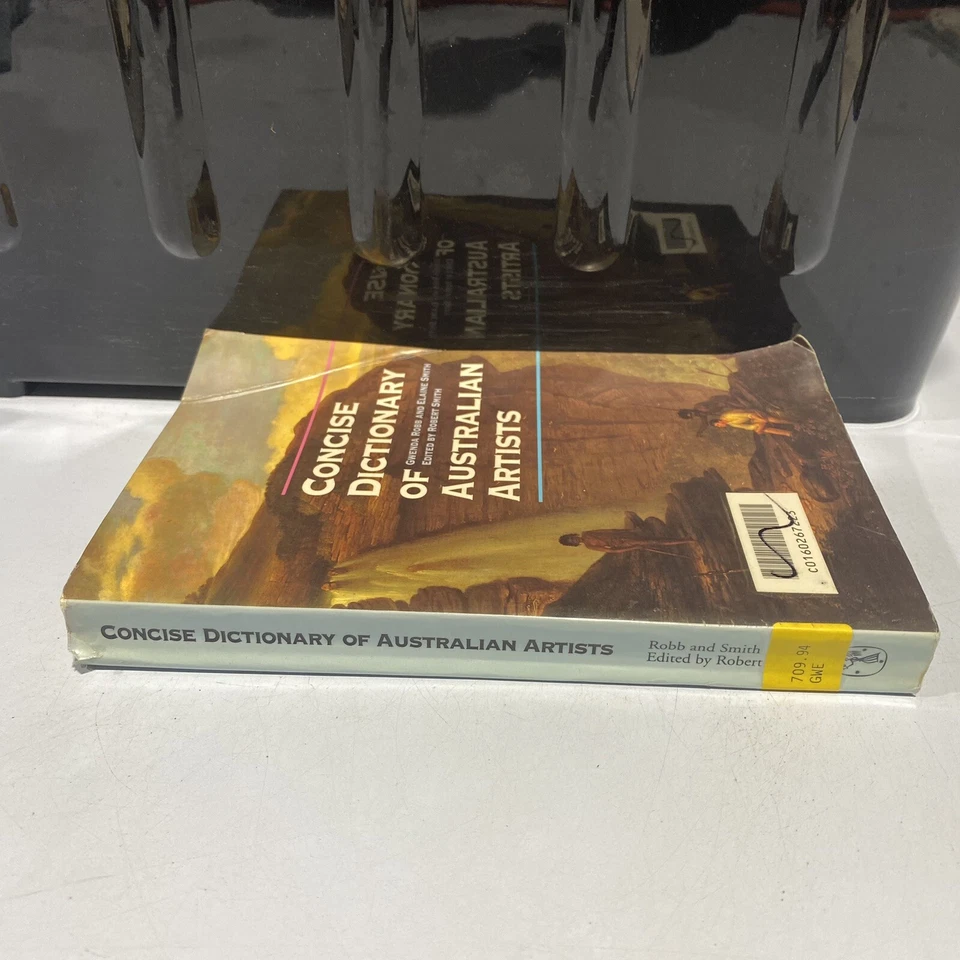 CONCISE
DICTIONARY
OF
GWENDA ROBB AND ELAINE SMITH
EDITED BY ROBERT SMITH
AUSTRALIAN
ARTISTS
CONCISE DICTIONARY OF AUSTRALIAN ARTISTS
Robb and Smith
Edited by Robert
709.94
GWE